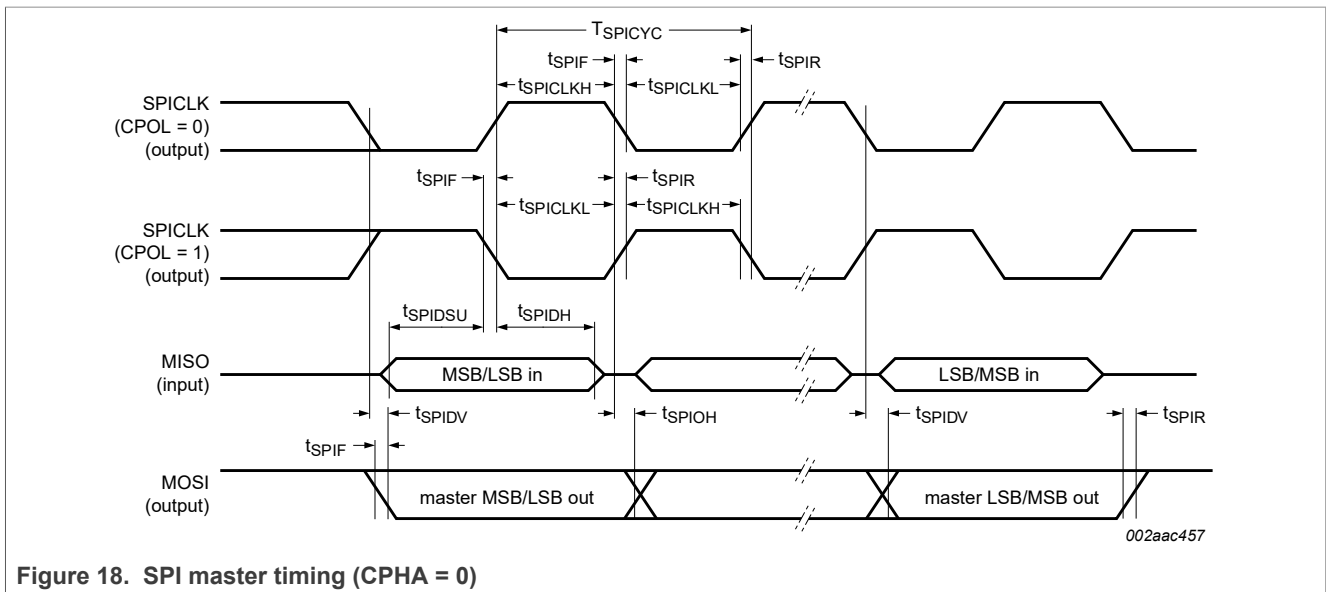 TSPICYC
tSPIF
tSPIR
tSPICLKH
tSPICLKL
SPICLK
(CPOL = 0)
(output)
tSPIF
tSPIR
tSPICLKL
tSPICLKH
SPICLK
(CPOL = 1)
(output)
tSPIDSU
tSPIDH
MISO
(input)
MSB/LSB in
LSB/MSB in
tSPIDV
tSPIOH
tSPIDV
tSPIR
tSPIF
MOSI
(output)
master MSB/LSB out
master LSB/MSB out
002aac457
Figure 18. SPI master timing (CPHA = 0)